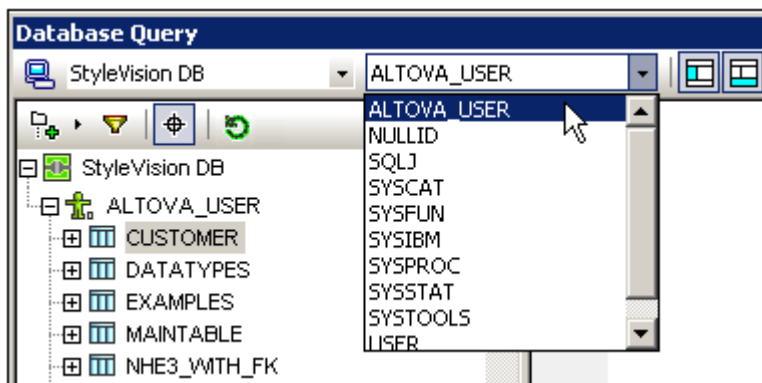 Database Query
StyleVision DB
ALTOVA_USER
ALTOVA_USER
NULLID
SQLJ
SYSCAT
SYSFUN
SYSIBM
SYSPROC
SYSSTAT
SYSTOOLS
USER
StyleVision DB
ALTOVA_USER
CUSTOMER
DATATYPES
EXAMPLES
MAINTABLE
NHE3_WITH_FK